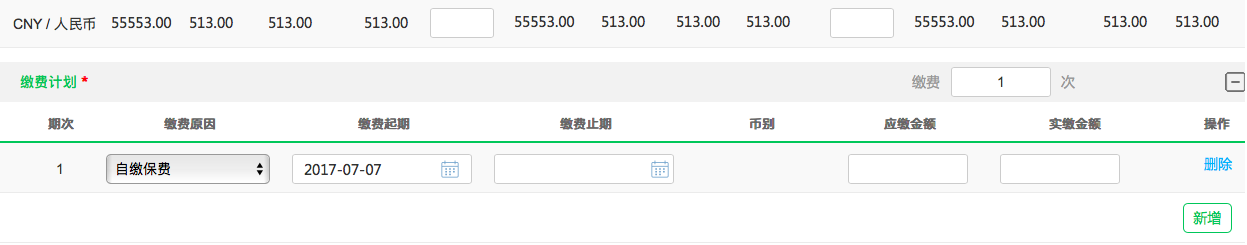 CNY / 人民币 55553.00 513.00 513.00 513.00 55553.00 513.00 513.00 513.00 55553.00 513.00 513.00 513.00
缴费计划 * 缴费 1 次
期次 缴费原因 缴费起期 缴费止期 币别 应缴金额 实缴金额 操作
1 自缴保费 2017-07-07 删除
新增